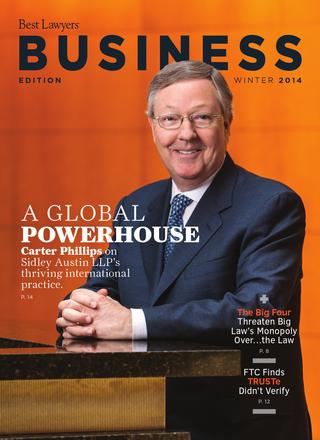 Best Lawyers
BUSINESS
EDITION
WINTER 2014
A GLOBAL
POWERHOUSE
Carter Phillips on
Sidley Austin LLP's
thriving international
practice.
P. 14
The Big Four
Threaten Big
Law's Monopoly
Over...the Law
P. 8
FTC Finds
TRUSTe
Didn't Verify
P. 12